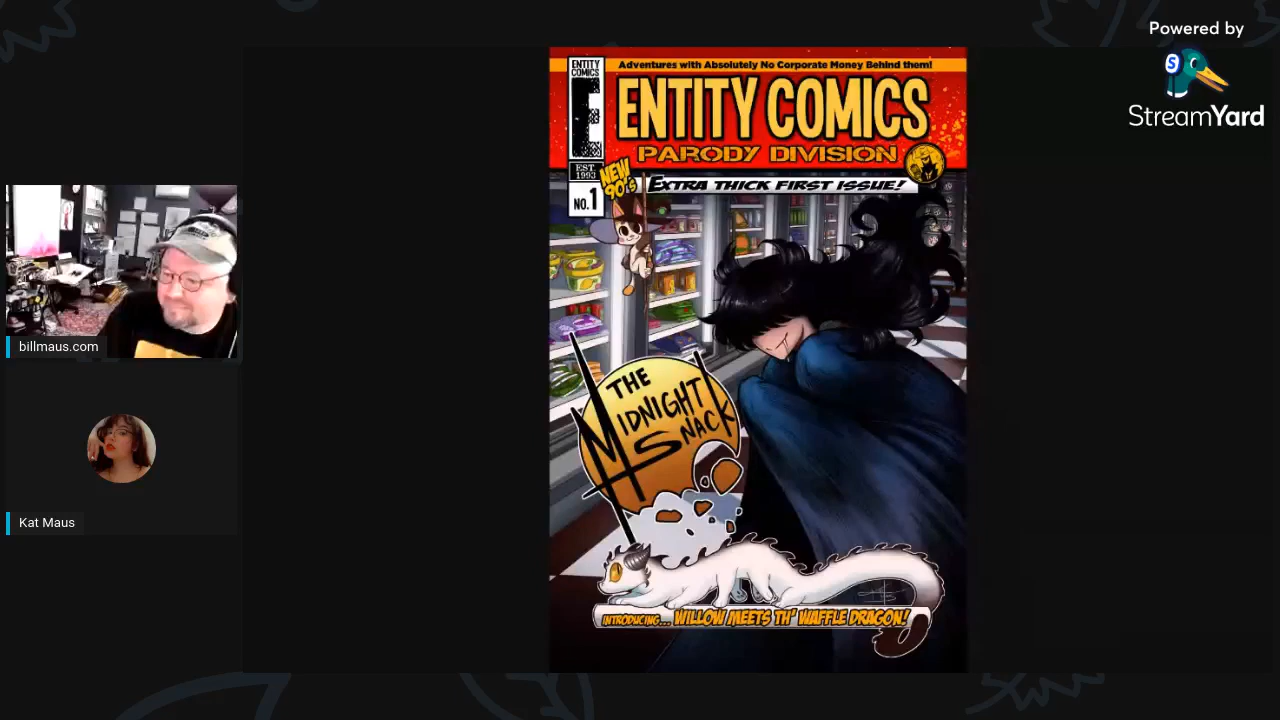 Powered by
S
StreamYard
billmaus.com
Kat Maus
ENTITY
COMICS
E
EST.
1993
NEW
90's
NO. 1
Adventures with Absolutely No Corporate Money Behind them!
ENTITY COMICS
PARODY DIVISION
EXTRA THICK FIRST ISSUE!
THE
MIDNIGHT
SNACK
INTRODUCING... WILLOW MEETS TH' WAFFLE DRAGON!